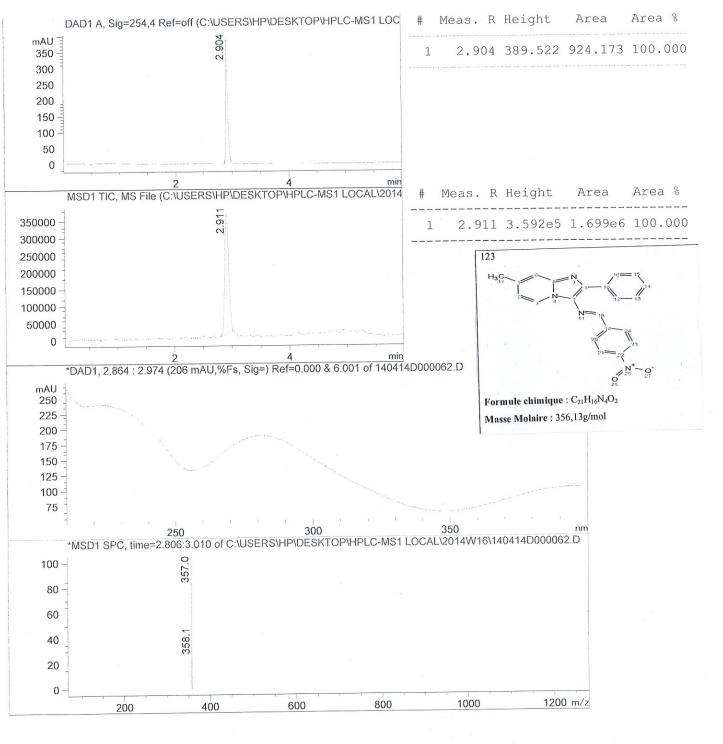 DAD1 A, Sig=254,4 Ref=off (C:\USERS\HP\DESKTOP\HPLC-MS1 LOC
# Meas. R Height Area Area %
1 2.904 389.522 924.173 100.000
mAU
350
300
250
200
150
100
50
0
2.904
2 4 min
MSD1 TIC, MS File (C:\USERS\HP\DESKTOP\HPLC-MS1 LOCAL\2014
# Meas. R Height Area Area %
1 2.911 3.592e5 1.699e6 100.000
350000
300000
250000
200000
150000
100000
50000
0
2.911
2 4 min
123
H₃C
N
N
N
N⁺
O⁻
O
Formule chimique : C₂₁H₁₆N₄O₂
Masse Molaire : 356,13g/mol
*DAD1, 2.864 : 2.974 (206 mAU,%Fs, Sig=) Ref=0.000 & 6.001 of 140414D000062.D
mAU
250
225
200
175
150
125
100
75
250 300 350 nm
*MSD1 SPC, time=2.806:3.010 of C:\USERS\HP\DESKTOP\HPLC-MS1 LOCAL\2014W16\140414D000062.D
100
80
60
40
20
0
357.0
358.1
200 400 600 800 1000 1200 m/z